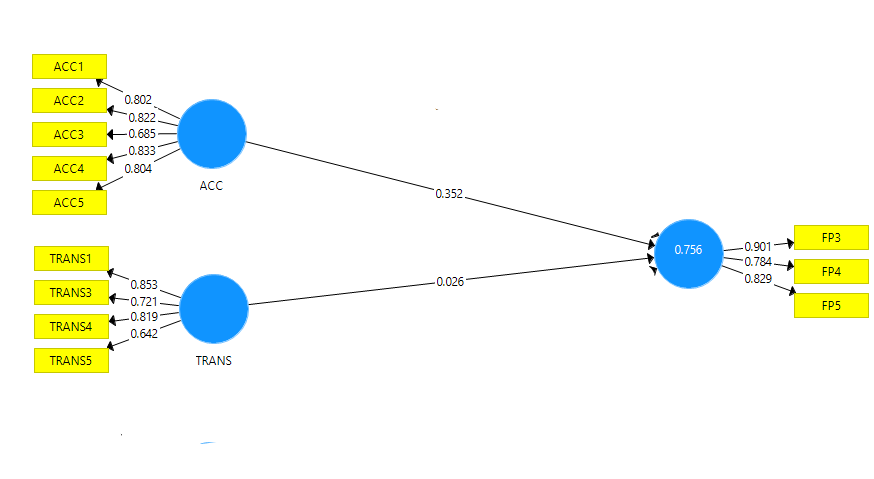 ACC1
ACC2
ACC3
ACC4
ACC5
0.802
0.822
0.685
0.833
0.804
ACC
0.352
TRANS1
TRANS3
TRANS4
TRANS5
0.853
0.721
0.819
0.642
TRANS
0.026
0.756
0.901
0.784
0.829
FP3
FP4
FP5